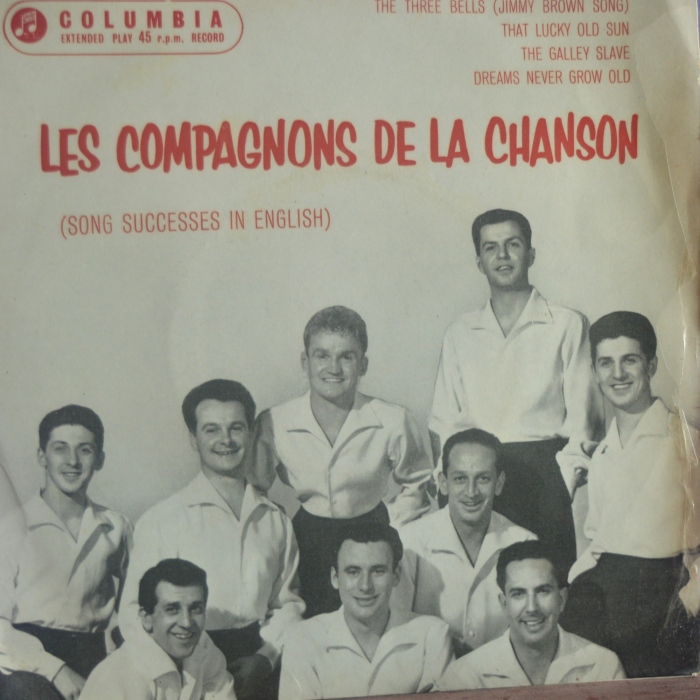 COLUMBIA
EXTENDED PLAY 45 r.p.m. RECORD
THE THREE BELLS (JIMMY BROWN SONG)
THAT LUCKY OLD SUN
THE GALLEY SLAVE
DREAMS NEVER GROW OLD
LES COMPAGNONS DE LA CHANSON
(SONG SUCCESSES IN ENGLISH)